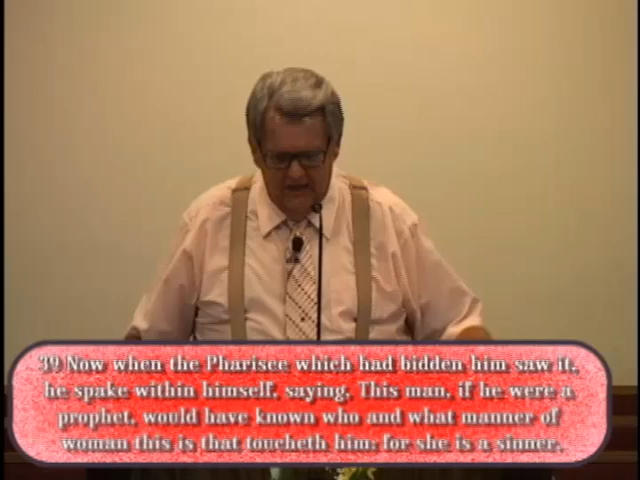 39 Now when the Pharisee which had bidden him saw it,
he spake within himself, saying, This man, if he were a
prophet, would have known who and what manner of
woman this is that toucheth him: for she is a sinner.